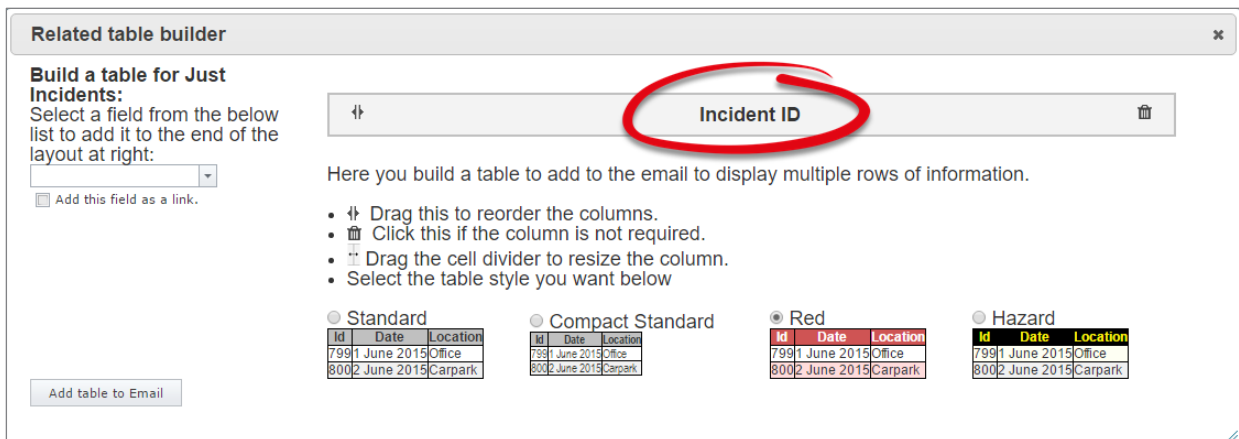 Related table builder
Build a table for Just
Incidents:
Select a field from the below
list to add it to the end of the
layout at right:
Add this field as a link.
Add table to Email
Incident ID
Here you build a table to add to the email to display multiple rows of information.
Drag this to reorder the columns.
Click this if the column is not required.
Drag the cell divider to resize the column.
Select the table style you want below
Standard
Id Date Location
799 1 June 2015 Office
800 2 June 2015 Carpark
Compact Standard
Id Date Location
799 1 June 2015 Office
800 2 June 2015 Carpark
Red
Id Date Location
799 1 June 2015 Office
800 2 June 2015 Carpark
Hazard
Id Date Location
799 1 June 2015 Office
800 2 June 2015 Carpark